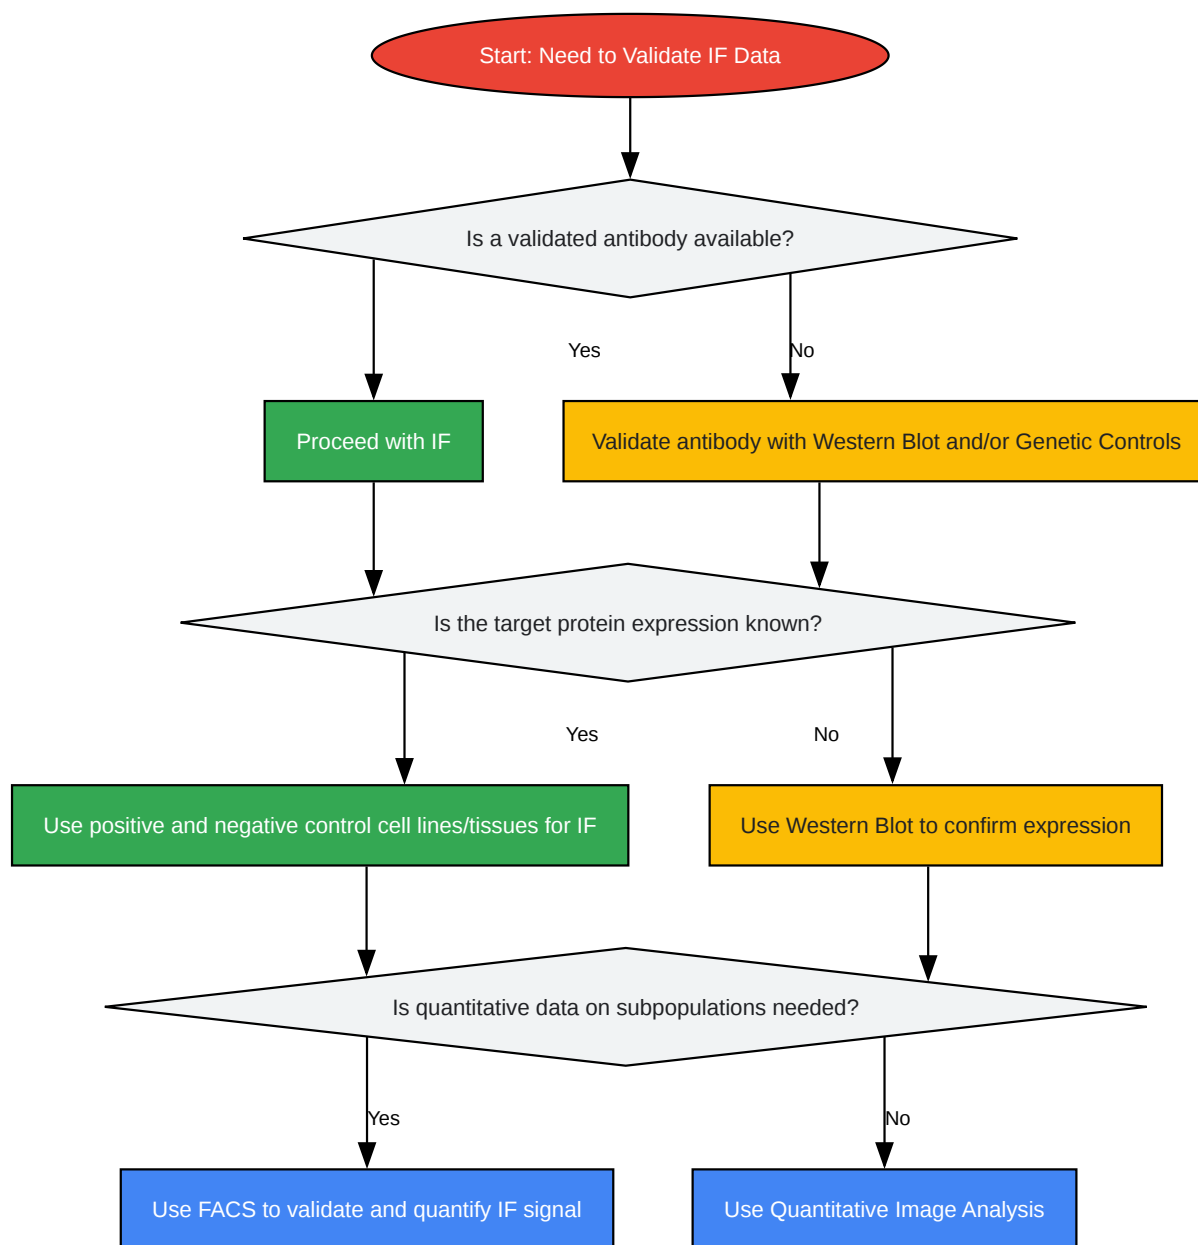 Start: Need to Validate IF Data
Is a validated antibody available?
Yes
No
Proceed with IF
Validate antibody with Western Blot and/or Genetic Controls
Is the target protein expression known?
Yes
No
Use positive and negative control cell lines/tissues for IF
Use Western Blot to confirm expression
Is quantitative data on subpopulations needed?
Yes
No
Use FACS to validate and quantify IF signal
Use Quantitative Image Analysis